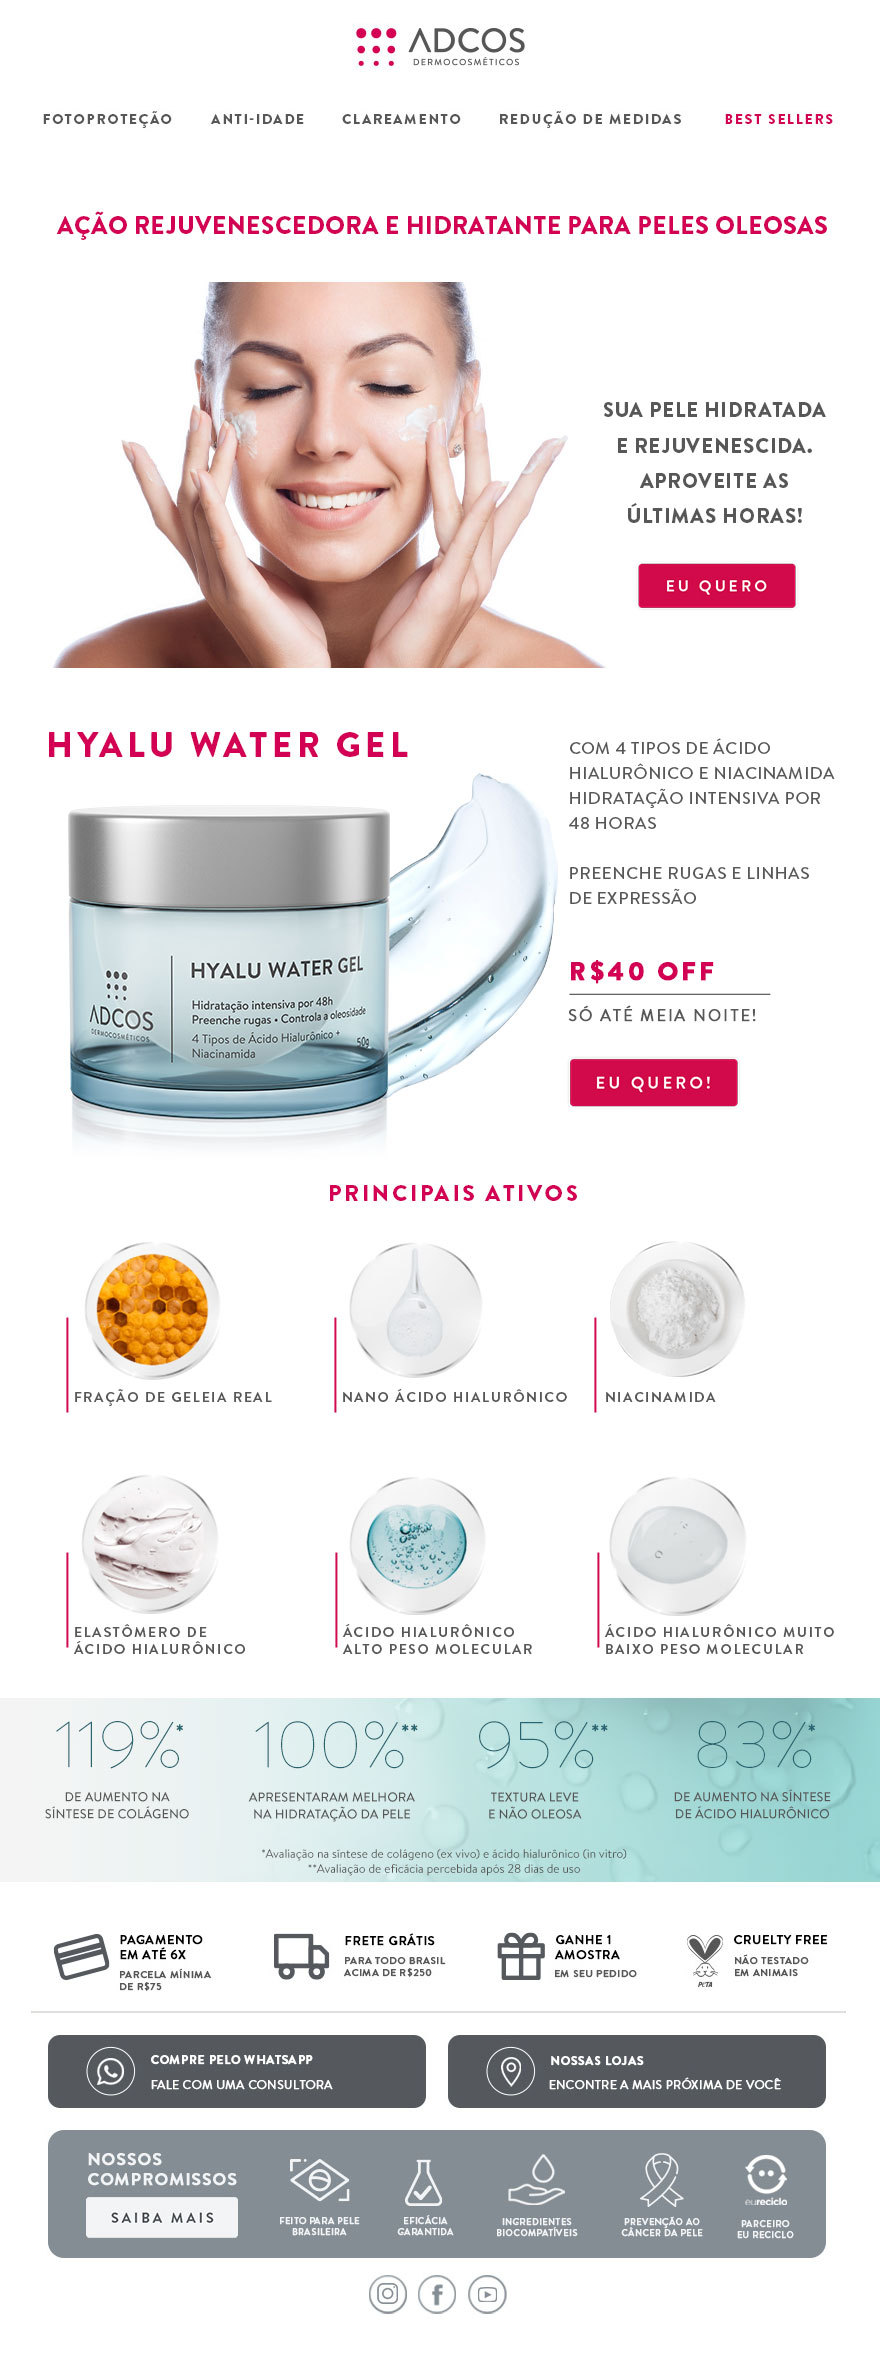 ADCOS
DERMOCOSMÉTICOS
FOTOPROTEÇÃO
ANTI-IDADE
CLAREAMENTO
REDUÇÃO DE MEDIDAS
BEST SELLERS
AÇÃO REJUVENESCEDORA E HIDRATANTE PARA PELES OLEOSAS
SUA PELE HIDRATADA
E REJUVENESCIDA.
APROVEITE AS
ÚLTIMAS HORAS!
EU QUERO
HYALU WATER GEL
COM 4 TIPOS DE ÁCIDO
HIALURÔNICO E NIACINAMIDA
HIDRATAÇÃO INTENSIVA POR
48 HORAS
PREENCHE RUGAS E LINHAS
DE EXPRESSÃO
R$40 OFF
SÓ ATÉ MEIA NOITE!
EU QUERO!
ADCOS
DERMOCOSMÉTICOS
HYALU WATER GEL
Hidratação intensiva por 48h
Preenche rugas • Controla a oleosidade
4 Tipos de Ácido Hialurônico +
Niacinamida
50g
PRINCIPAIS ATIVOS
FRAÇÃO DE GELEIA REAL
NANO ÁCIDO HIALURÔNICO
NIACINAMIDA
ELASTÔMERO DE
ÁCIDO HIALURÔNICO
ÁCIDO HIALURÔNICO
ALTO PESO MOLECULAR
ÁCIDO HIALURÔNICO MUITO
BAIXO PESO MOLECULAR
119%*
DE AUMENTO NA
SÍNTESE DE COLÁGENO
100%**
APRESENTARAM MELHORA
NA HIDRATAÇÃO DA PELE
95%**
TEXTURA LEVE
E NÃO OLEOSA
83%*
DE AUMENTO NA SÍNTESE
DE ÁCIDO HIALURÔNICO
*Avaliação na síntese de colágeno (ex vivo) e ácido hialurônico (in vitro)
**Avaliação de eficácia percebida após 28 dias de uso
PAGAMENTO
EM ATÉ 6X
PARCELA MÍNIMA
DE R$75
FRETE GRÁTIS
PARA TODO BRASIL
ACIMA DE R$250
GANHE 1
AMOSTRA
EM SEU PEDIDO
PeTA
CRUELTY FREE
NÃO TESTADO
EM ANIMAIS
COMPRE PELO WHATSAPP
FALE COM UMA CONSULTORA
NOSSAS LOJAS
ENCONTRE A MAIS PRÓXIMA DE VOCÊ
NOSSOS
COMPROMISSOS
SAIBA MAIS
FEITO PARA PELE
BRASILEIRA
EFICÁCIA
GARANTIDA
INGREDIENTES
BIOCOMPATÍVEIS
PREVENÇÃO AO
CÂNCER DA PELE
eureciclo
PARCEIRO
EU RECICLO